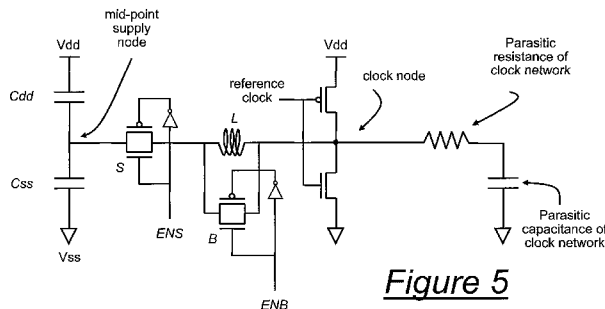 mid-point
supply
node
Vdd
Cdd
Css
Vss
S
ENS
L
B
ENB
reference
clock
Vdd
clock node
Parasitic
resistance of
clock network
Parasitic
capacitance of
clock network
Figure 5